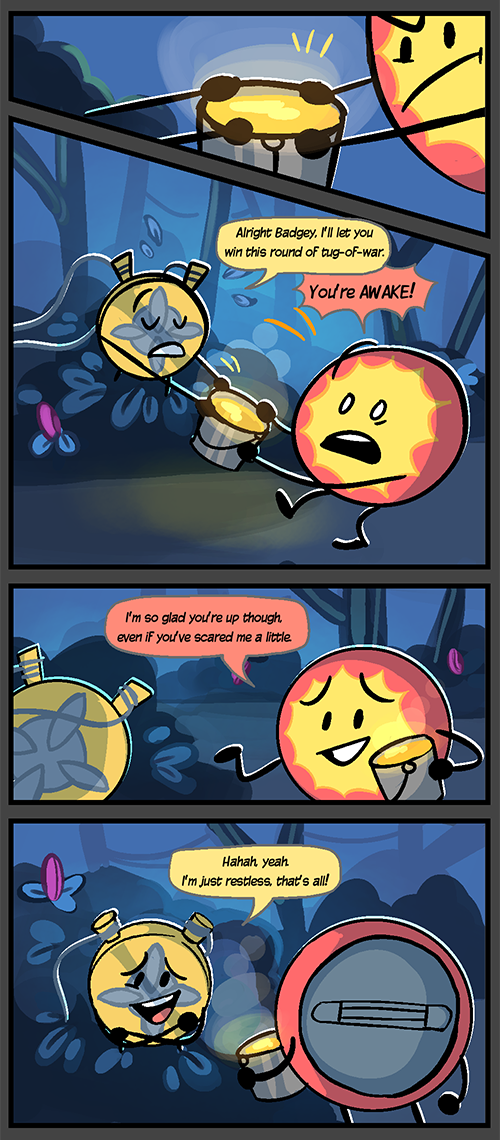 Alright Badgey, I'll let you
win this round of tug-of-war.
You're AWAKE!
I'm so glad you're up though,
even if you've scared me a little.
Hahah, yeah.
I'm just restless, that's all!